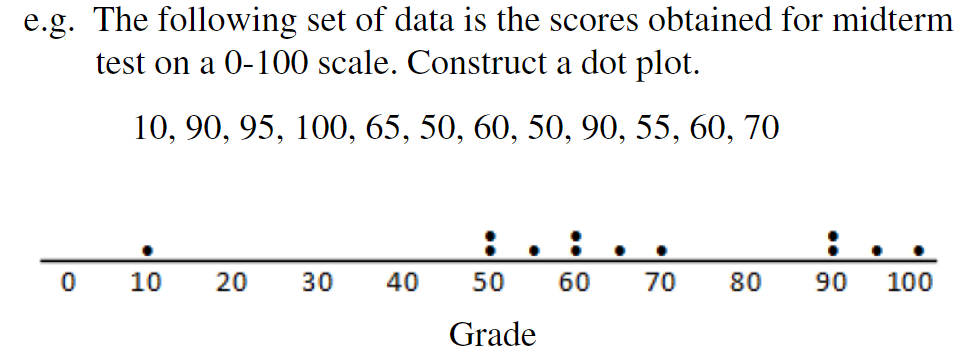 e.g. The following set of data is the scores obtained for midterm
test on a 0-100 scale. Construct a dot plot.
10, 90, 95, 100, 65, 50, 60, 50, 90, 55, 60, 70
0 10 20 30 40 50 60 70 80 90 100
Grade